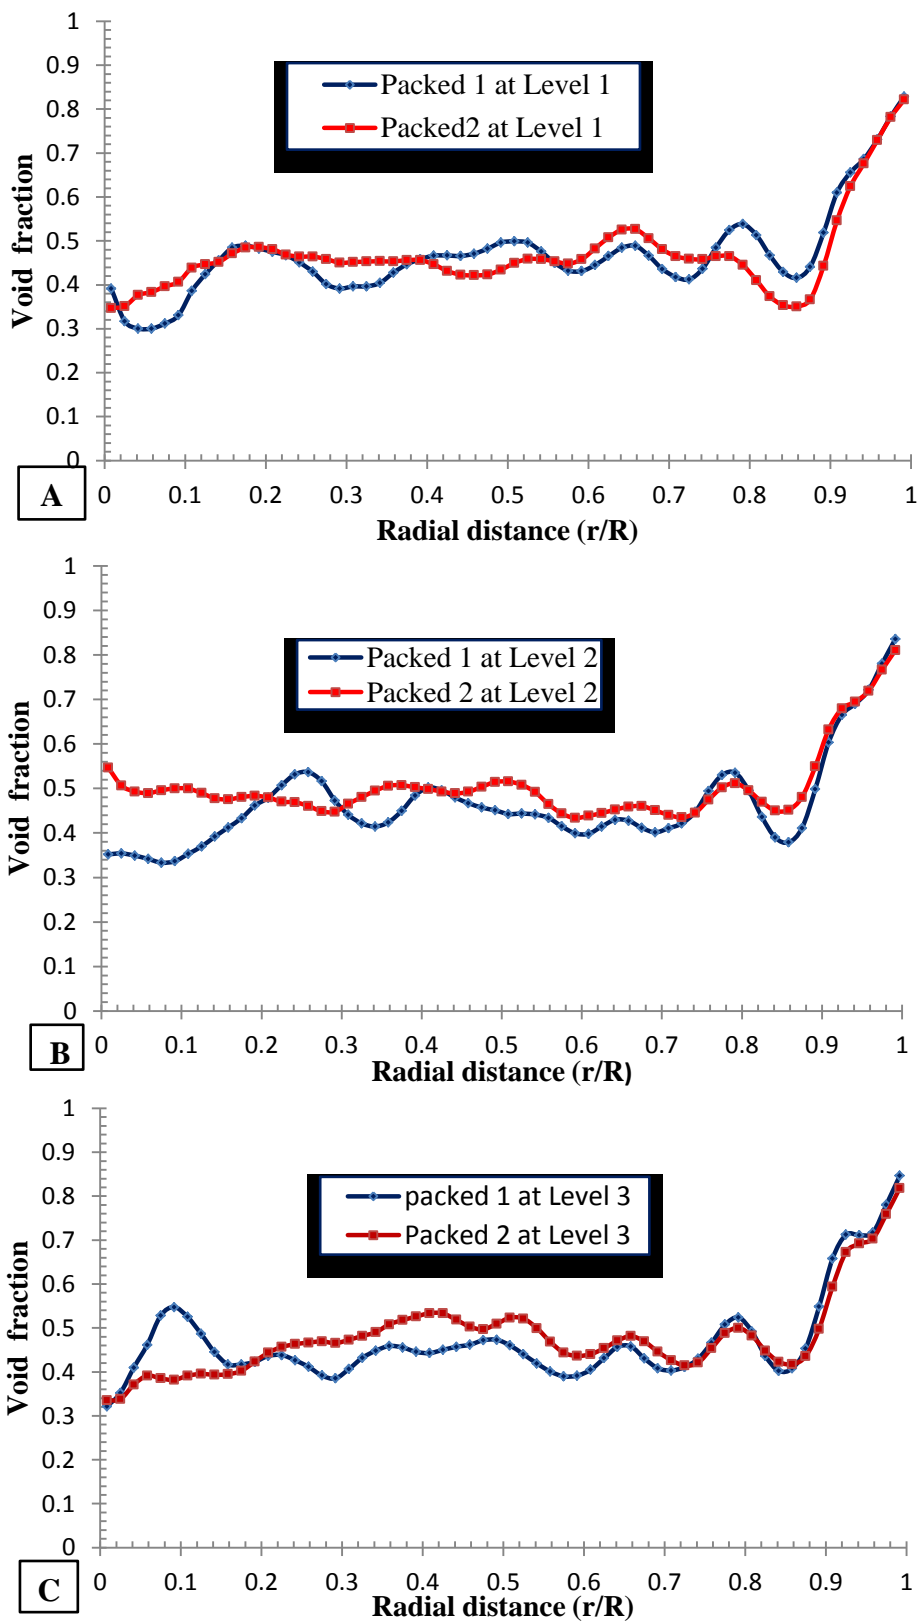 1
0.9
0.8
0.7
0.6
0.5
0.4
0.3
0.2
0.1
0
Void fraction
Packed 1 at Level 1
Packed2 at Level 1
0 0.1 0.2 0.3 0.4 0.5 0.6 0.7 0.8 0.9 1
A
Radial distance (r/R)
1
0.9
0.8
0.7
0.6
0.5
0.4
0.3
0.2
0.1
0
Void fraction
Packed 1 at Level 2
Packed 2 at Level 2
0 0.1 0.2 0.3 0.4 0.5 0.6 0.7 0.8 0.9 1
B
Radial distance (r/R)
1
0.9
0.8
0.7
0.6
0.5
0.4
0.3
0.2
0.1
0
Void fraction
packed 1 at Level 3
Packed 2 at Level 3
0 0.1 0.2 0.3 0.4 0.5 0.6 0.7 0.8 0.9 1
C
Radial distance (r/R)